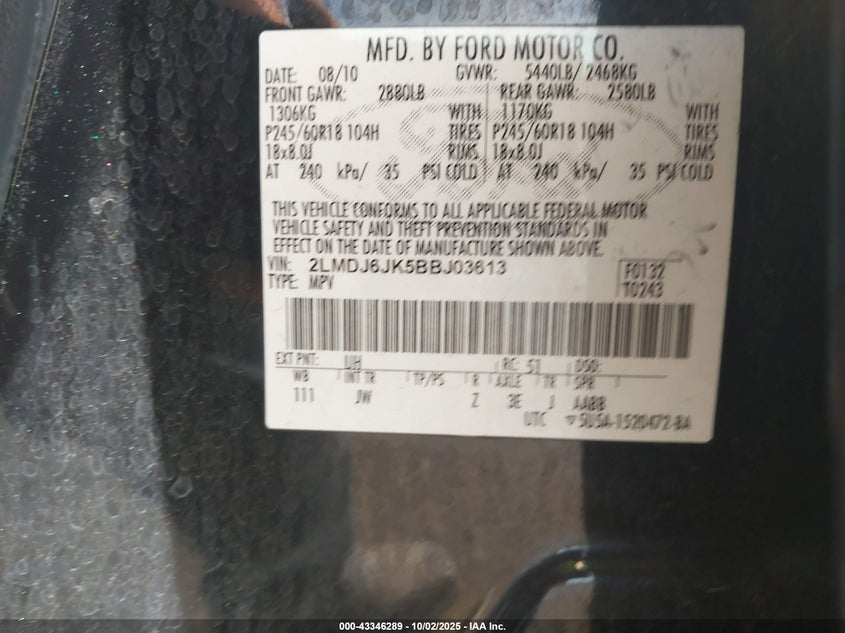 MFD. BY FORD MOTOR CO.
DATE: 08/10 GVWR: 5440LB/ 2468KG
FRONT GAWR: 2880LB REAR GAWR: 2580LB
1306KG WITH 1170KG WITH
P245/60R18 104H TIRES P245/60R18 104H TIRES
18x8.0J RIMS 18x8.0J RIMS
AT 240 kPa/ 35 PSI COLD AT 240 kPa/ 35 PSI COLD
THIS VEHICLE CONFORMS TO ALL APPLICABLE FEDERAL MOTOR
VEHICLE SAFETY AND THEFT PREVENTION STANDARDS IN
EFFECT ON THE DATE OF MANUFACTURE SHOWN ABOVE.
VIN: 2LMDJ6JK5BBJ03613 F0132
TYPE: MPV T0243
EXT PNT: UH RC: 51 DSO:
WB INT TR TP/PS R AXLE TR SPR
111 JW Z 3E J AABB
UTC 5U5A-1520472-BA
000-43346289 - 10/02/2025 - IAA Inc.